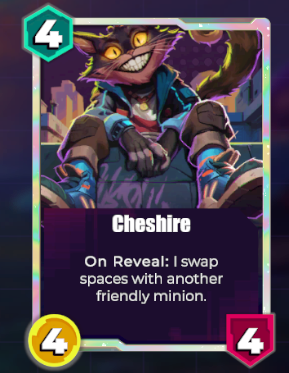 4
Cheshire
On Reveal: I swap
spaces with another
friendly minion.
4 4